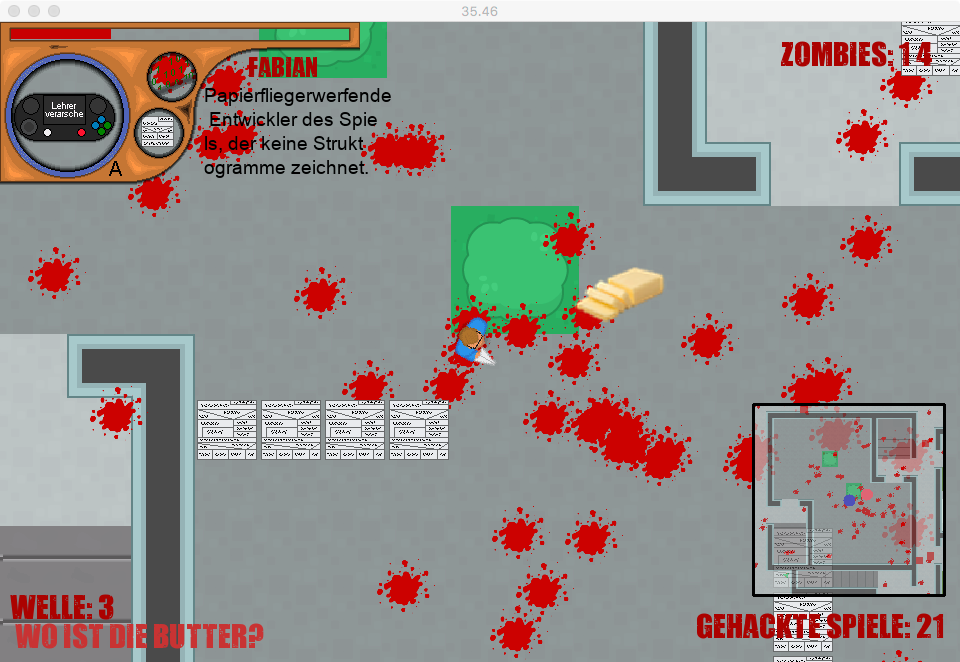 35.46
FABIAN
ZOMBIES: 14
Papierfliegerwerfende
Entwickler des Spie
ls, der keine Strukt
ogramme zeichnet.
Lehrer
verarsche
A
WELLE: 3
WO IST DIE BUTTER?
GEHACKTE SPIELE: 21